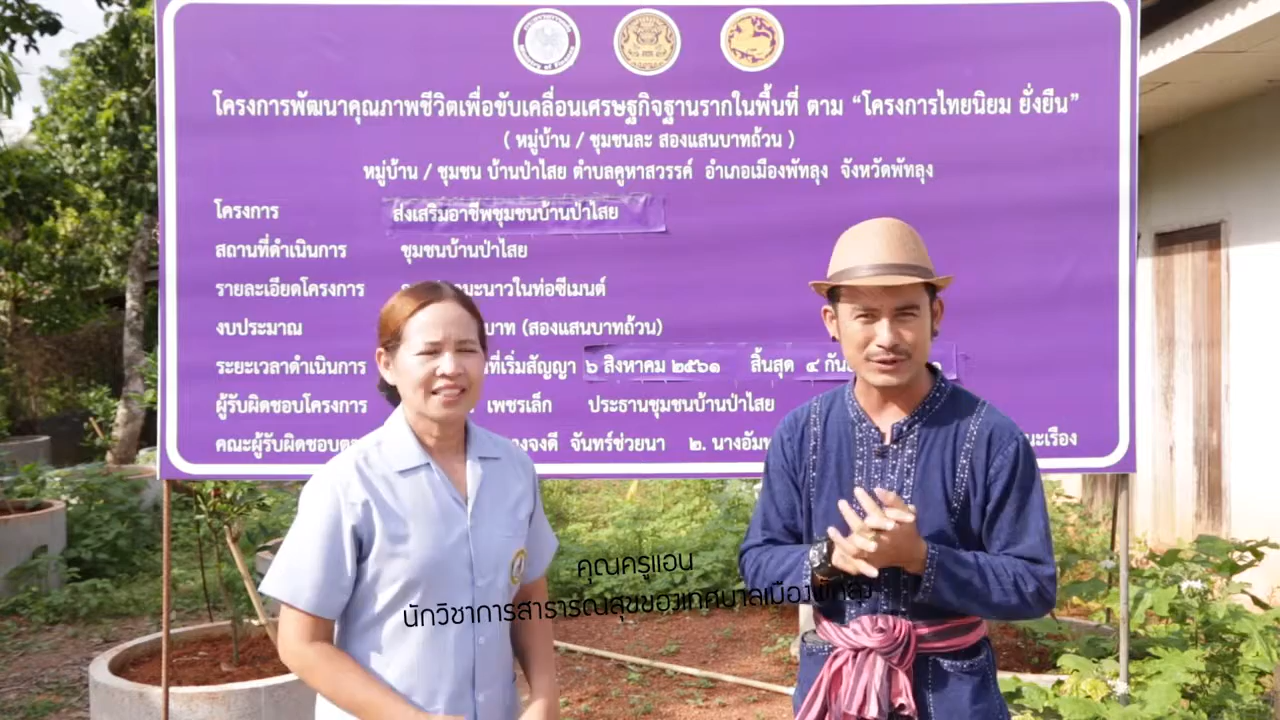 โครงการพัฒนาคุณภาพชีวิตเพื่อขับเคลื่อนเศรษฐกิจฐานรากในพื้นที่ ตาม “โครงการไทยนิยม ยั่งยืน”
( หมู่บ้าน / ชุมชนละ สองแสนบาทถ้วน )
หมู่บ้าน / ชุมชน บ้านป่าไสย ตำบลคูหาสวรรค์ อำเภอเมืองพัทลุง จังหวัดพัทลุง
โครงการ ส่งเสริมอาชีพชุมชนบ้านป่าไสย
สถานที่ดำเนินการ ชุมชนบ้านป่าไสย
รายละเอียดโครงการ มะนาวในท่อซีเมนต์
งบประมาณ บาท (สองแสนบาทถ้วน)
ระยะเวลาดำเนินการ ที่เริ่มสัญญา ๖ สิงหาคม ๒๕๖๑ สิ้นสุด ๔
ผู้รับผิดชอบโครงการ เพชรเล็ก ประธานชุมชนบ้านป่าไสย
คณะผู้รับผิดชอบ จงดี จันทร์ช่วยนา ๒.
คุณครูแอน
นักวิชาการสาธารณสุขของเทศบาลเมืองพัทลุง